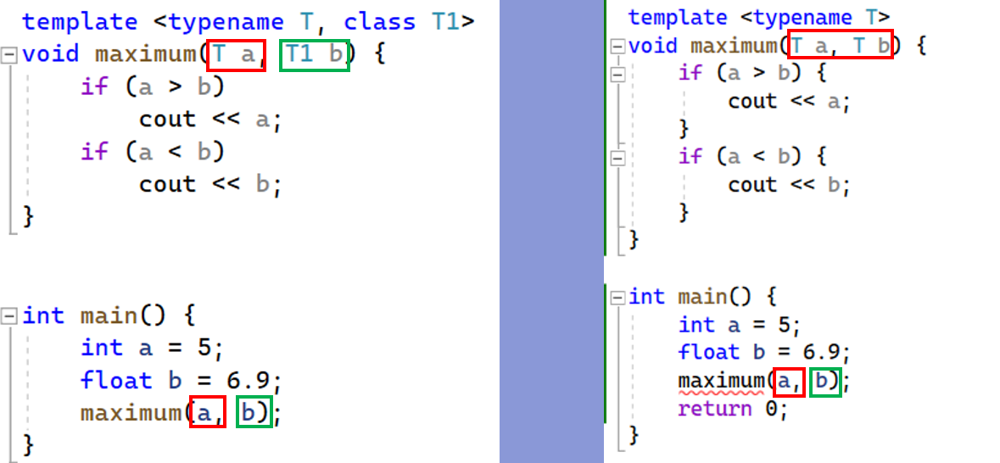 template <typename T, class T1>
void maximum(T a, T1 b) {
    if (a > b)
        cout << a;
    if (a < b)
        cout << b;
}
int main() {
    int a = 5;
    float b = 6.9;
    maximum(a, b);
}
template <typename T>
void maximum(T a, T b) {
    if (a > b) {
        cout << a;
    }
    if (a < b) {
        cout << b;
    }
}
int main() {
    int a = 5;
    float b = 6.9;
    maximum(a, b);
    return 0;
}